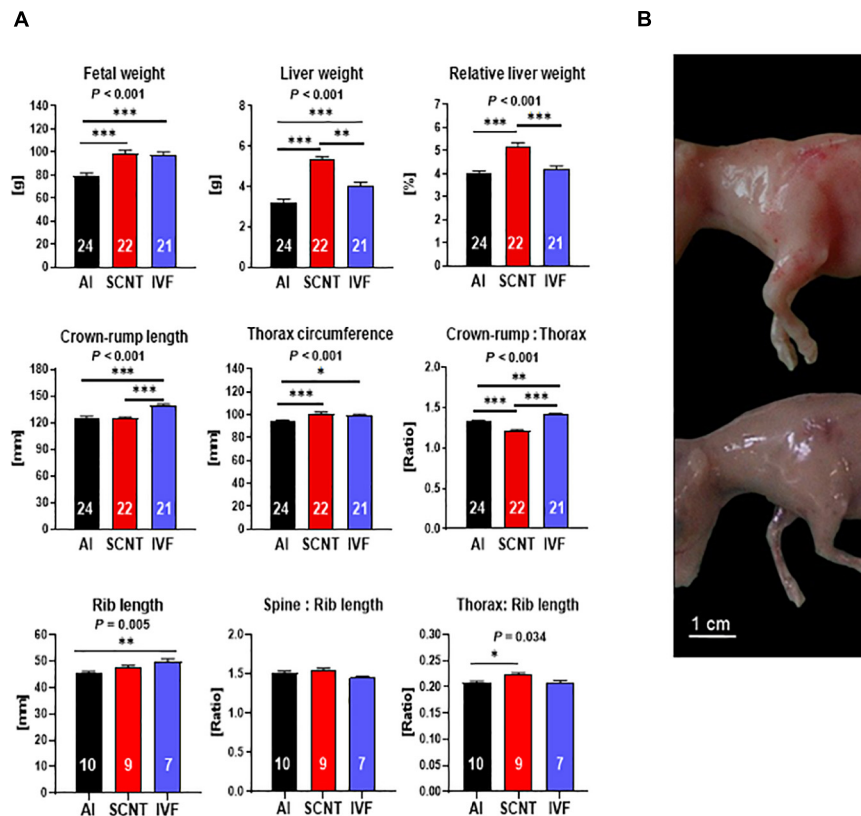 A
B
Fetal weight
P < 0.001
***
***
[g]
140
120
100
80
60
40
20
0
24
22
21
AI
SCNT
IVF
Liver weight
P < 0.001
***
***
**
[g]
8
6
4
2
0
24
22
21
AI
SCNT
IVF
Relative liver weight
P < 0.001
***
***
[%]
7
6
5
4
3
2
1
0
24
22
21
AI
SCNT
IVF
Crown-rump length
P < 0.001
***
***
[mm]
180
150
120
90
60
30
0
24
22
21
AI
SCNT
IVF
Thorax circumference
P < 0.001
*
***
[mm]
140
120
100
80
60
40
20
0
24
22
21
AI
SCNT
IVF
Crown-rump : Thorax
P < 0.001
**
***
***
[Ratio]
2.0
1.5
1.0
0.5
0.0
24
22
21
AI
SCNT
IVF
Rib length
P = 0.005
**
[mm]
60
50
40
30
20
10
0
10
9
7
AI
SCNT
IVF
Spine : Rib length
[Ratio]
2.0
1.5
1.0
0.5
0.0
10
9
7
AI
SCNT
IVF
Thorax: Rib length
P = 0.034
*
[Ratio]
0.30
0.25
0.20
0.15
0.10
0.05
0.00
10
9
7
AI
SCNT
IVF
1 cm